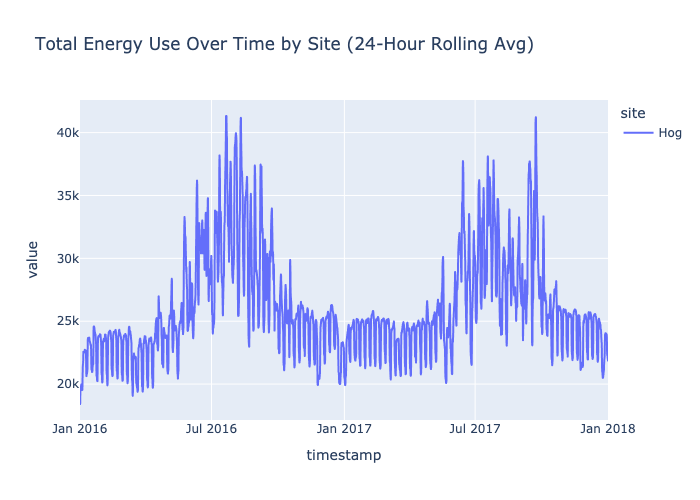 Total Energy Use Over Time by Site (24-Hour Rolling Avg)
site
Hog
40k
35k
30k
25k
20k
value
Jan 2016
Jul 2016
Jan 2017
Jul 2017
Jan 2018
timestamp